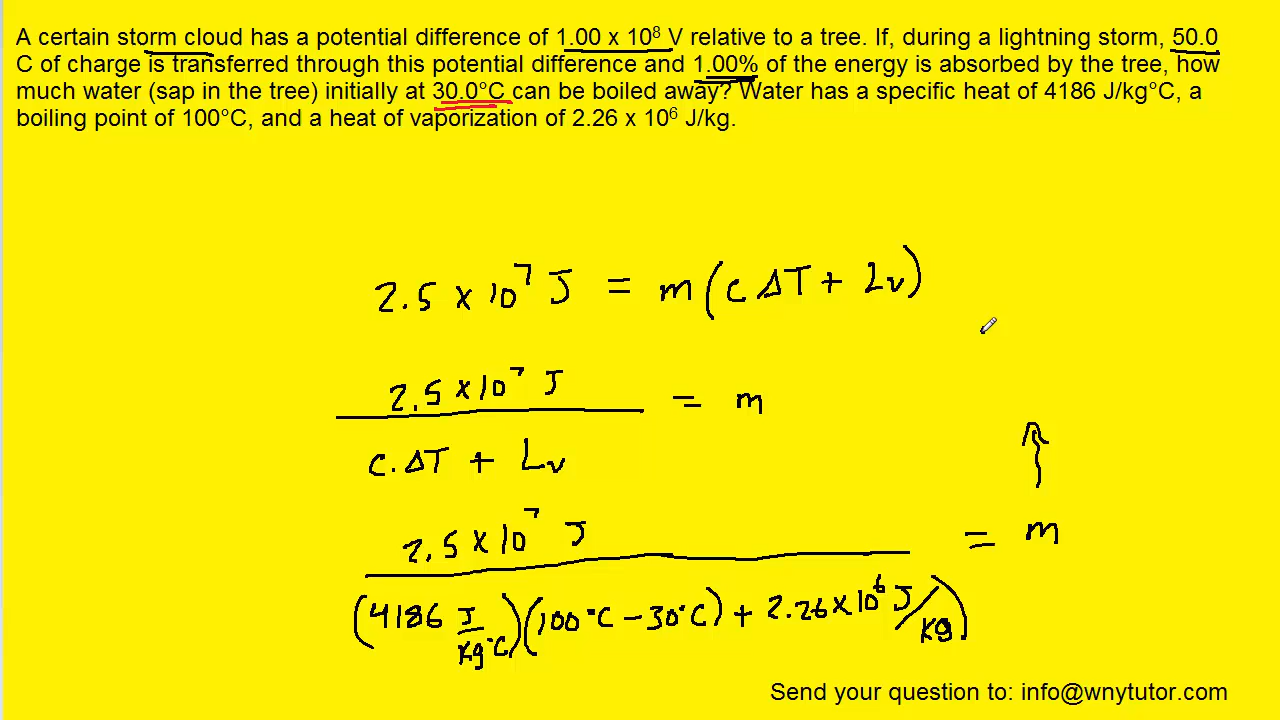 A certain storm cloud has a potential difference of 1.00 x 10⁸ V relative to a tree. If, during a lightning storm, 50.0
C of charge is transferred through this potential difference and 1.00% of the energy is absorbed by the tree, how
much water (sap in the tree) initially at 30.0°C can be boiled away? Water has a specific heat of 4186 J/kg°C, a
boiling point of 100°C, and a heat of vaporization of 2.26 x 10⁶ J/kg.
2.5 x 10⁷ J = m(c ΔT + Lv)
2.5 x 10⁷ J
= m
c.ΔT + Lv
2.5 x 10⁷ J
= m
(4186 J/kg°C)(100°C - 30°C) + 2.26 x 10⁶ J/kg)
Send your question to: info@wnytutor.com